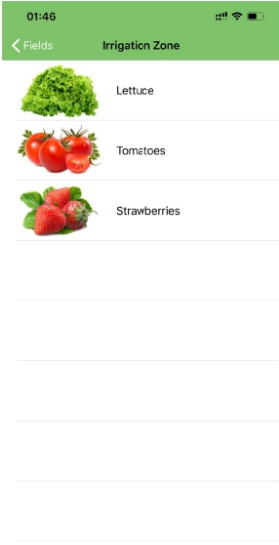 01:46
Fields
Irrigation Zone
Lettuce
Tomatoes
Strawberries